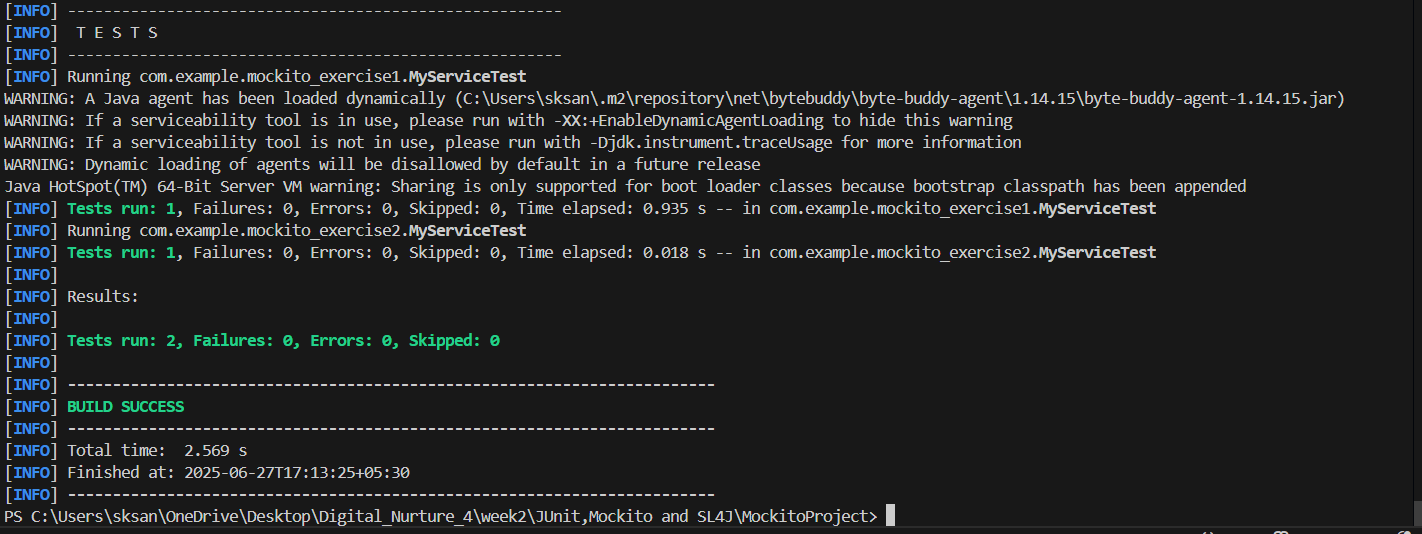 [INFO] -------------------------------------------------------
[INFO]  T E S T S
[INFO] -------------------------------------------------------
[INFO] Running com.example.mockito_exercise1.MyServiceTest
WARNING: A Java agent has been loaded dynamically (C:\Users\sksan\.m2\repository\net\bytebuddy\byte-buddy-agent\1.14.15\byte-buddy-agent-1.14.15.jar)
WARNING: If a serviceability tool is in use, please run with -XX:+EnableDynamicAgentLoading to hide this warning
WARNING: If a serviceability tool is not in use, please run with -Djdk.instrument.traceUsage for more information
WARNING: Dynamic loading of agents will be disallowed by default in a future release
Java HotSpot(TM) 64-Bit Server VM warning: Sharing is only supported for boot loader classes because bootstrap classpath has been appended
[INFO] Tests run: 1, Failures: 0, Errors: 0, Skipped: 0, Time elapsed: 0.935 s -- in com.example.mockito_exercise1.MyServiceTest
[INFO] Running com.example.mockito_exercise2.MyServiceTest
[INFO] Tests run: 1, Failures: 0, Errors: 0, Skipped: 0, Time elapsed: 0.018 s -- in com.example.mockito_exercise2.MyServiceTest
[INFO]
[INFO] Results:
[INFO]
[INFO] Tests run: 2, Failures: 0, Errors: 0, Skipped: 0
[INFO]
[INFO] ------------------------------------------------------------------------
[INFO] BUILD SUCCESS
[INFO] ------------------------------------------------------------------------
[INFO] Total time:  2.569 s
[INFO] Finished at: 2025-06-27T17:13:25+05:30
[INFO] ------------------------------------------------------------------------
PS C:\Users\sksan\OneDrive\Desktop\Digital_Nurture_4\week2\JUnit,Mockito and SL4J\MockitoProject>